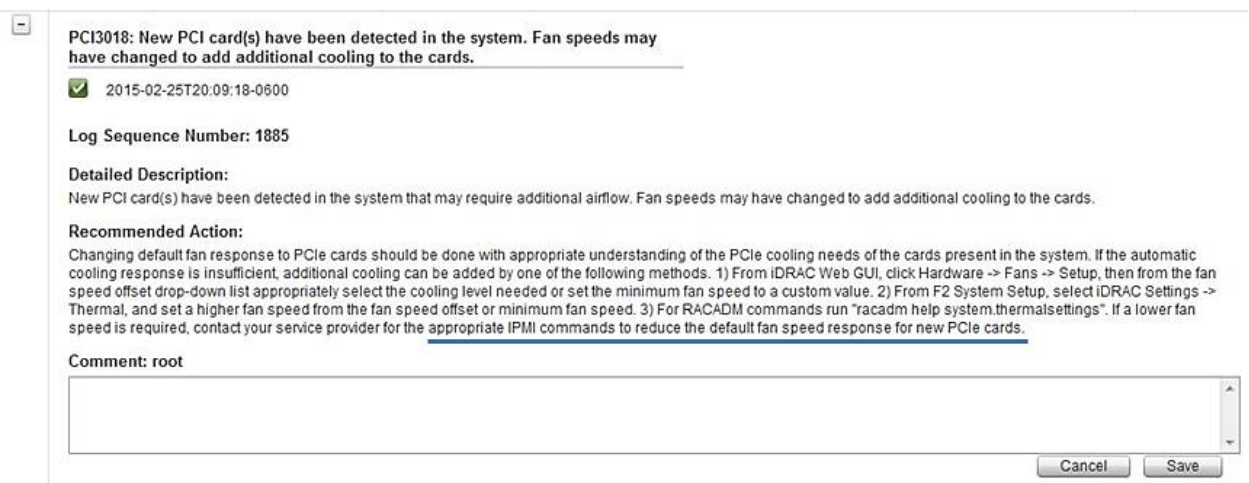 PCI3018: New PCI card(s) have been detected in the system. Fan speeds may
have changed to add additional cooling to the cards.
2015-02-25T20:09:18-0600
Log Sequence Number: 1885
Detailed Description:
New PCI card(s) have been detected in the system that may require additional airflow. Fan speeds may have changed to add additional cooling to the cards.
Recommended Action:
Changing default fan response to PCIe cards should be done with appropriate understanding of the PCIe cooling needs of the cards present in the system. If the automatic
cooling response is insufficient, additional cooling can be added by one of the following methods. 1) From iDRAC Web GUI, click Hardware -> Fans -> Setup, then from the fan
speed offset drop-down list appropriately select the cooling level needed or set the minimum fan speed to a custom value. 2) From F2 System Setup, select iDRAC Settings ->
Thermal, and set a higher fan speed from the fan speed offset or minimum fan speed. 3) For RACADM commands run "racadm help system.thermalsettings". If a lower fan
speed is required, contact your service provider for the appropriate IPMI commands to reduce the default fan speed response for new PCIe cards.
Comment: root
Cancel Save